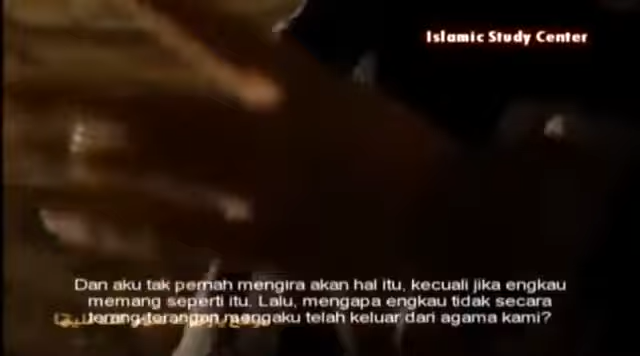 Islamic Study Center
Dan aku tak pernah mengira akan hal itu, kecuali jika engkau
memang seperti itu. Lalu, mengapa engkau tidak secara
terang-terangan mengaku telah keluar dari agama kami?